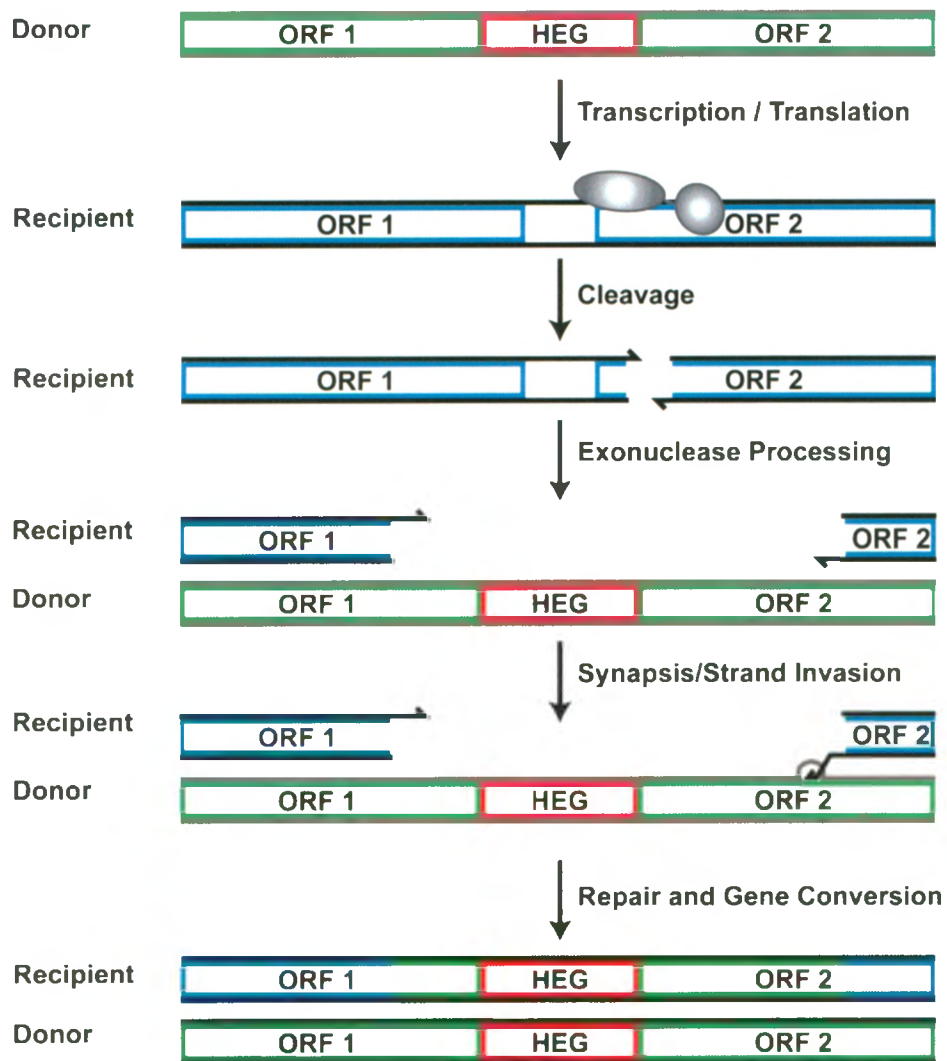 Donor ORF 1 HEG ORF 2
Transcription / Translation
Recipient ORF 1 ORF 2
Cleavage
Recipient ORF 1 ORF 2
Exonuclease Processing
Recipient ORF 1 ORF 2
Donor ORF 1 HEG ORF 2
Synapsis/Strand Invasion
Recipient ORF 1 ORF 2
Donor ORF 1 HEG ORF 2
Repair and Gene Conversion
Recipient ORF 1 HEG ORF 2
Donor ORF 1 HEG ORF 2